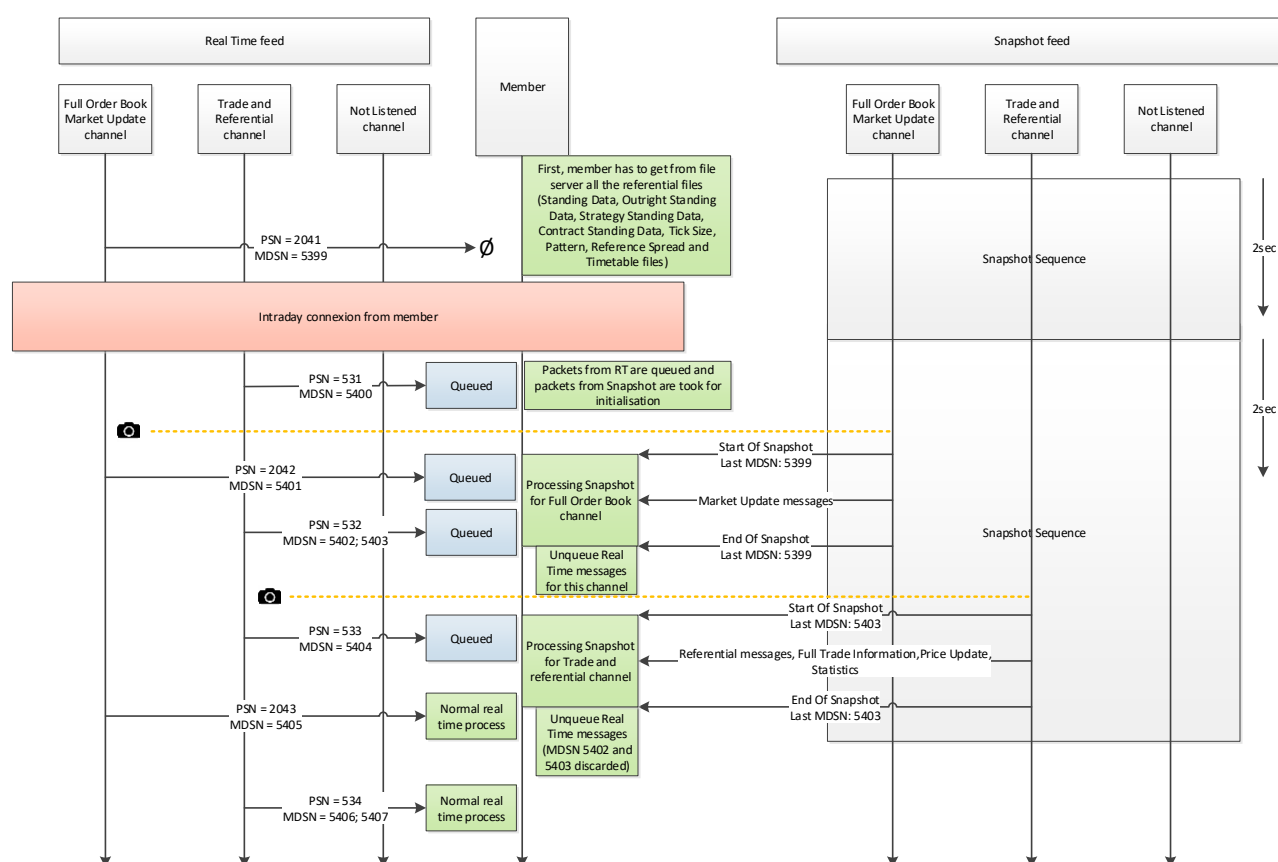 Real Time feed
Member
Snapshot feed
Full Order Book
Market Update
channel
Trade and
Referential
channel
Not Listened
channel
Full Order Book
Market Update
channel
Trade and
Referential
channel
Not Listened
channel
First, member has to get from file
server all the referential files
(Standing Data, Outright Standing
Data, Strategy Standing Data,
Contract Standing Data, Tick Size,
Pattern, Reference Spread and
Timetable files)
PSN = 2041
MDSN = 5399
Ø
Snapshot Sequence
2sec
Intraday connexion from member
PSN = 531
MDSN = 5400
Queued
Packets from RT are queued and
packets from Snapshot are took for
initialisation
2sec
Start Of Snapshot
Last MDSN: 5399
PSN = 2042
MDSN = 5401
Queued
Processing Snapshot
for Full Order Book
channel
Market Update messages
PSN = 532
MDSN = 5402; 5403
Queued
End Of Snapshot
Last MDSN: 5399
Snapshot Sequence
Unqueue Real
Time messages
for this channel
Start Of Snapshot
Last MDSN: 5403
PSN = 533
MDSN = 5404
Queued
Processing Snapshot
for Trade and
referential channel
Referential messages, Full Trade Information,Price Update,
Statistics
PSN = 2043
MDSN = 5405
Normal real
time process
End Of Snapshot
Last MDSN: 5403
Unqueue Real
Time messages
(MDSN 5402 and
5403 discarded)
PSN = 534
MDSN = 5406; 5407
Normal real
time process